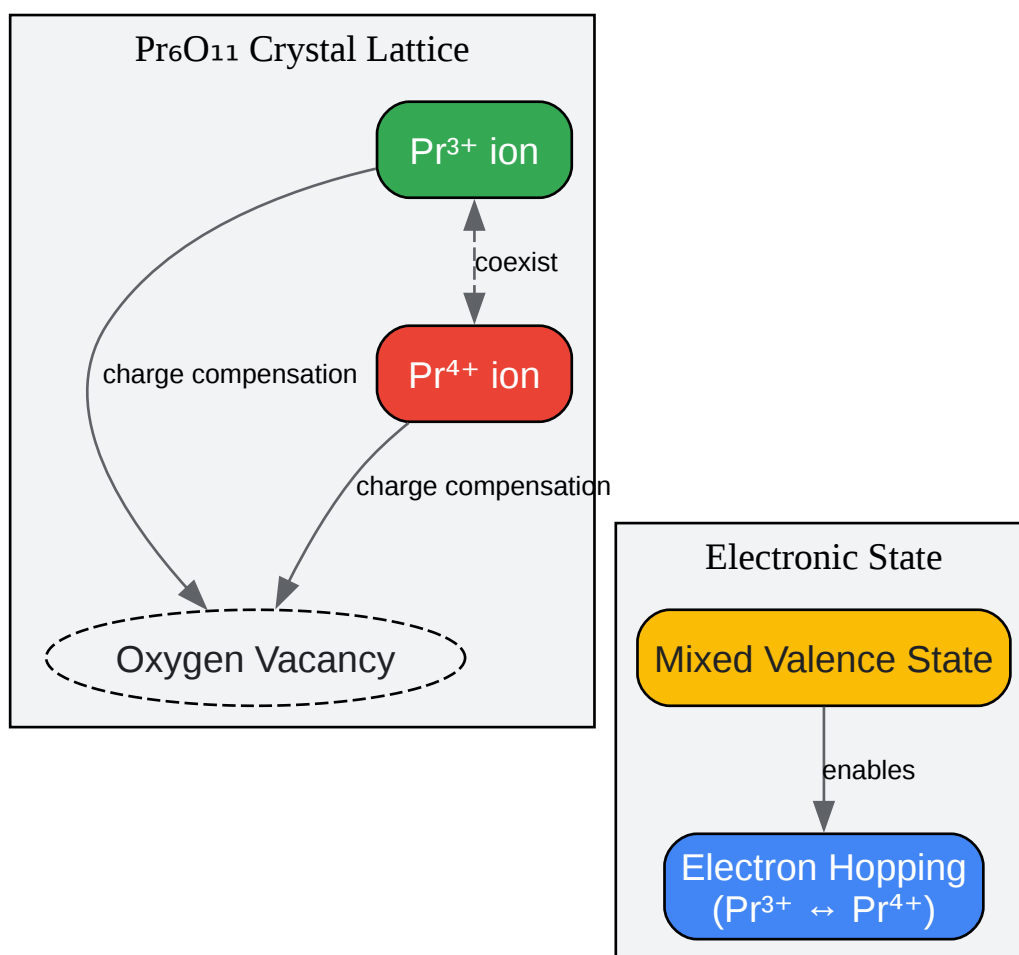 Pr₆O₁₁ Crystal Lattice
Pr³⁺ ion
coexist
charge compensation
Pr⁴⁺ ion
charge compensation
Oxygen Vacancy
Electronic State
Mixed Valence State
enables
Electron Hopping
(Pr³⁺ ↔ Pr⁴⁺)